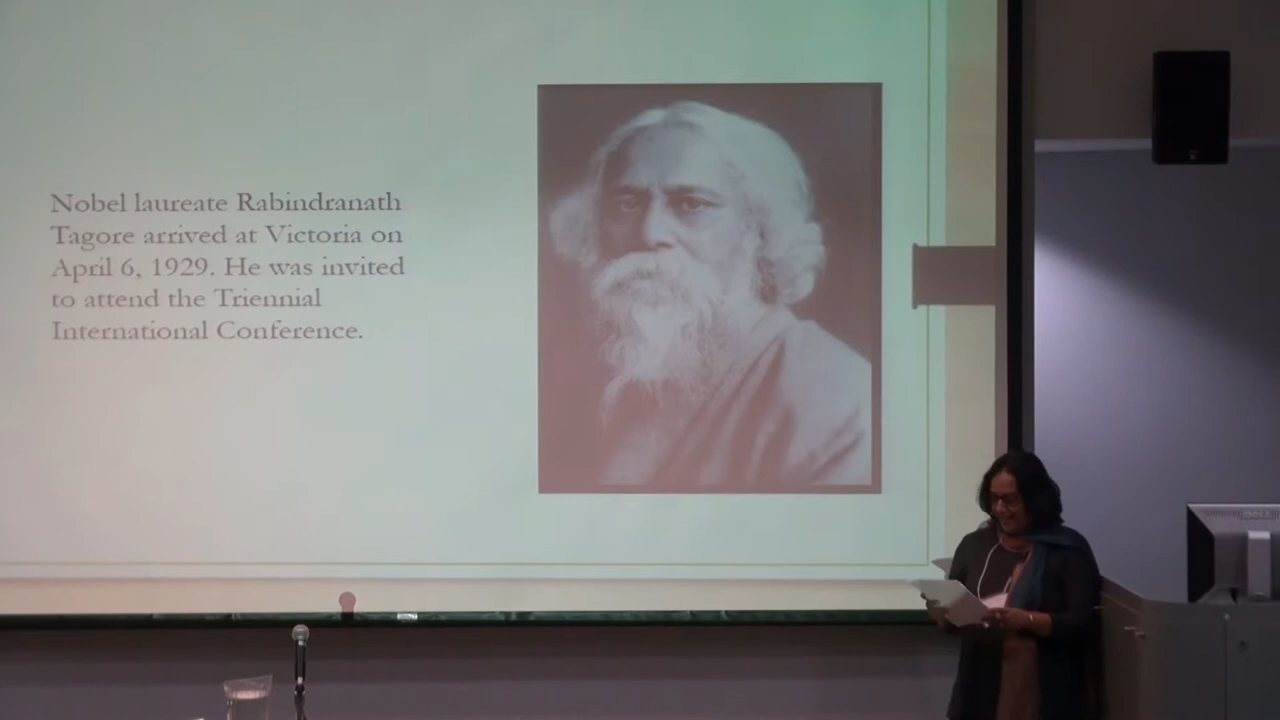 Nobel laureate Rabindranath
Tagore arrived at Victoria on
April 6, 1929. He was invited
to attend the Triennial
International Conference.